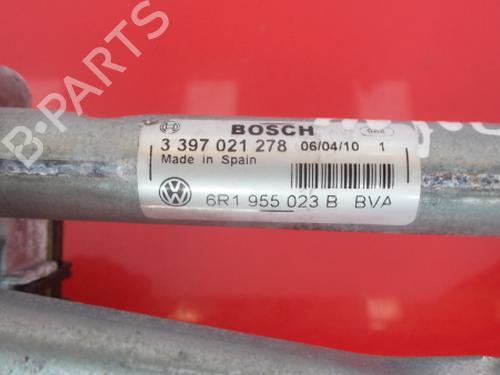 BOSCH
3 397 021 278 06/04/10 1
Made in Spain
6R1 955 023 B BVA
B-PARTS